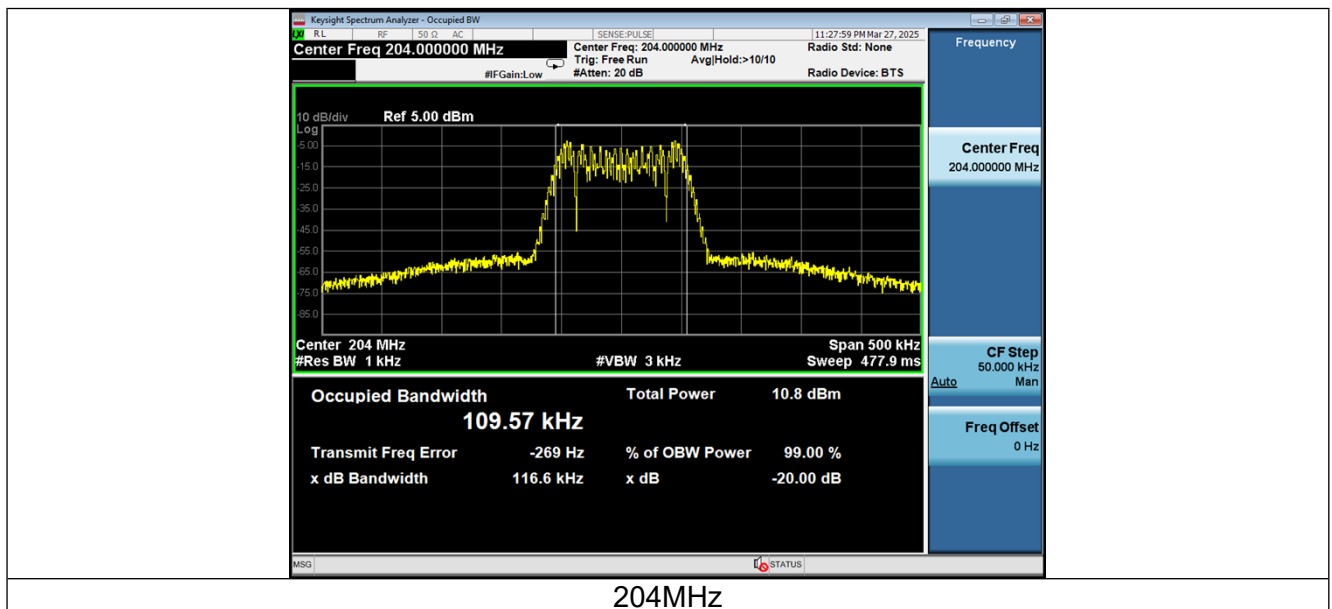 Keysight Spectrum Analyzer - Occupied BW
RL RF 50 Ω AC SENSE:PULSE 11:27:59 PM Mar 27, 2025
Center Freq 204.000000 MHz
Center Freq: 204.000000 MHz
Radio Std: None
Trig: Free Run Avg|Hold:>10/10
#IFGain:Low
#Atten: 20 dB
Radio Device: BTS
10 dB/div Ref 5.00 dBm
Log
-5.00
-15.0
-25.0
-35.0
-45.0
-55.0
-65.0
-75.0
-85.0
Center 204 MHz
Span 500 kHz
#Res BW 1 kHz
#VBW 3 kHz
Sweep 477.9 ms
Occupied Bandwidth
109.57 kHz
Total Power 10.8 dBm
Transmit Freq Error -269 Hz
% of OBW Power 99.00 %
x dB Bandwidth 116.6 kHz
x dB -20.00 dB
Frequency
Center Freq
204.000000 MHz
CF Step
50.000 kHz
Auto Man
Freq Offset
0 Hz
MSG
STATUS
204MHz